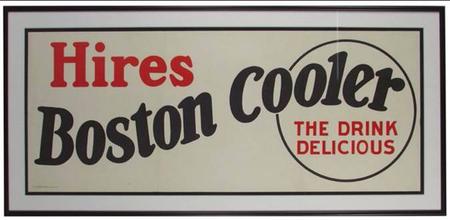 Hires
Boston Cooler
THE DRINK
DELICIOUS